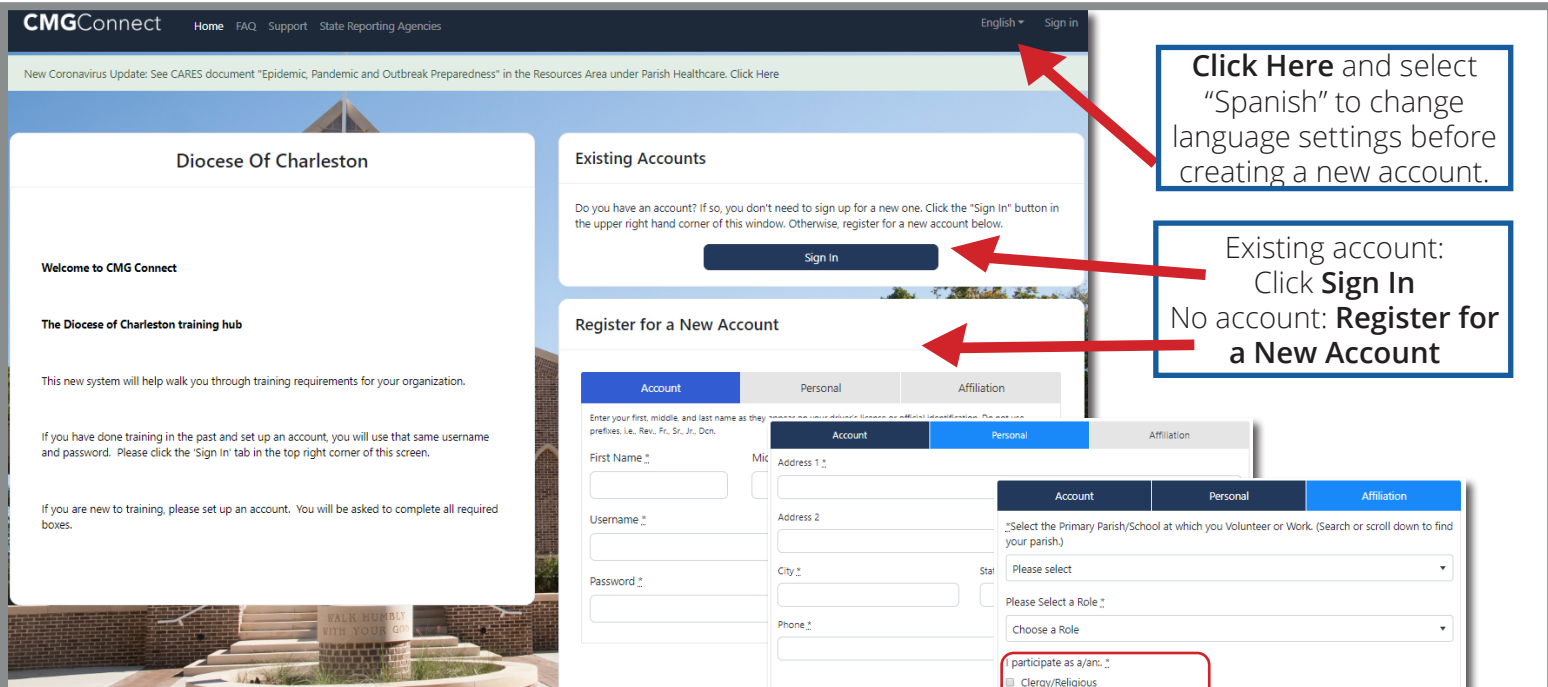 CMGConnect Home FAQ Support State Reporting Agencies English Sign in
New Coronavirus Update: See CARES document "Epidemic, Pandemic and Outbreak Preparedness" in the Resources Area under Parish Healthcare. Click Here
Diocese Of Charleston
Welcome to CMG Connect
The Diocese of Charleston training hub
This new system will help walk you through training requirements for your organization.
If you have done training in the past and set up an account, you will use that same username
and password. Please click the 'Sign In' tab in the top right corner of this screen.
If you are new to training, please set up an account. You will be asked to complete all required
boxes.
WALK HUMBLY
WITH YOUR GOD
Existing Accounts
Do you have an account? If so, you don't need to sign up for a new one. Click the "Sign In" button in
the upper right hand corner of this window. Otherwise, register for a new account below.
Sign In
Register for a New Account
Account Personal Affiliation
Enter your first, middle, and last name as they appear on your driver's license or official identification. Do not use
prefixes, i.e., Rev., Fr., Sr., Jr., Dcn.
First Name * Mid
Username *
Password *
Account Personal Affiliation
Address 1 *
Address 2
City * Stat
Phone *
Account Personal Affiliation
*Select the Primary Parish/School at which you Volunteer or Work. (Search or scroll down to find
your parish.)
Please select
Please Select a Role *
Choose a Role
I participate as a/an:. *
Clergy/Religious
Click Here and select
“Spanish” to change
language settings before
creating a new account.
Existing account:
Click Sign In
No account: Register for
a New Account